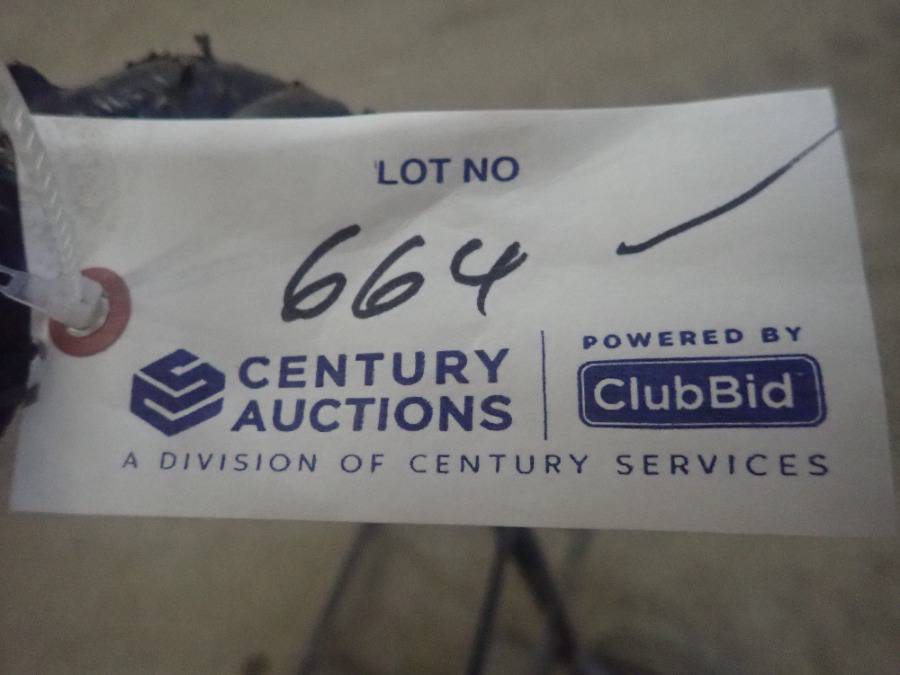 LOT NO
664
CENTURY
AUCTIONS
POWERED BY
ClubBid
A DIVISION OF CENTURY SERVICES